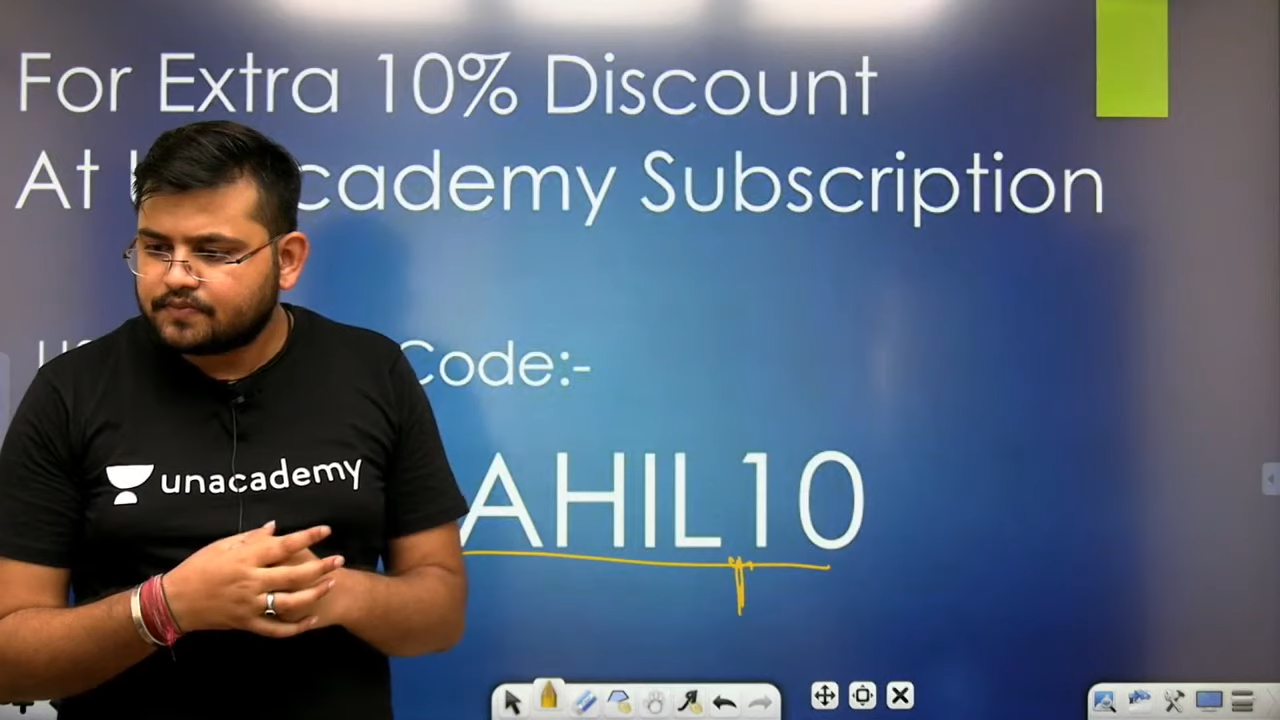 For Extra 10% Discount
At cademy Subscription
Code:-
AHIL10
unacademy